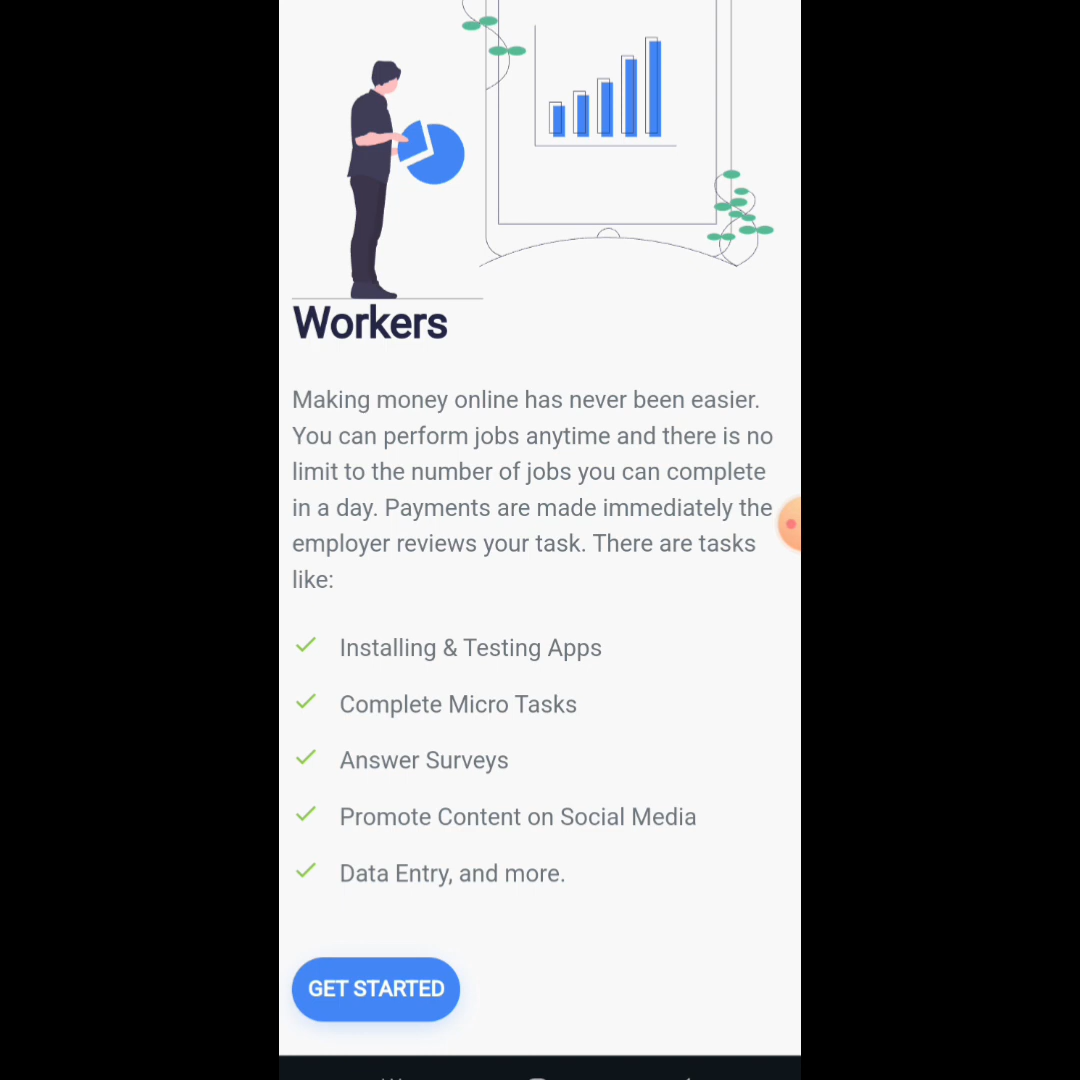 Workers
Making money online has never been easier.
You can perform jobs anytime and there is no
limit to the number of jobs you can complete
in a day. Payments are made immediately the
employer reviews your task. There are tasks
like:
Installing & Testing Apps
Complete Micro Tasks
Answer Surveys
Promote Content on Social Media
Data Entry, and more.
GET STARTED